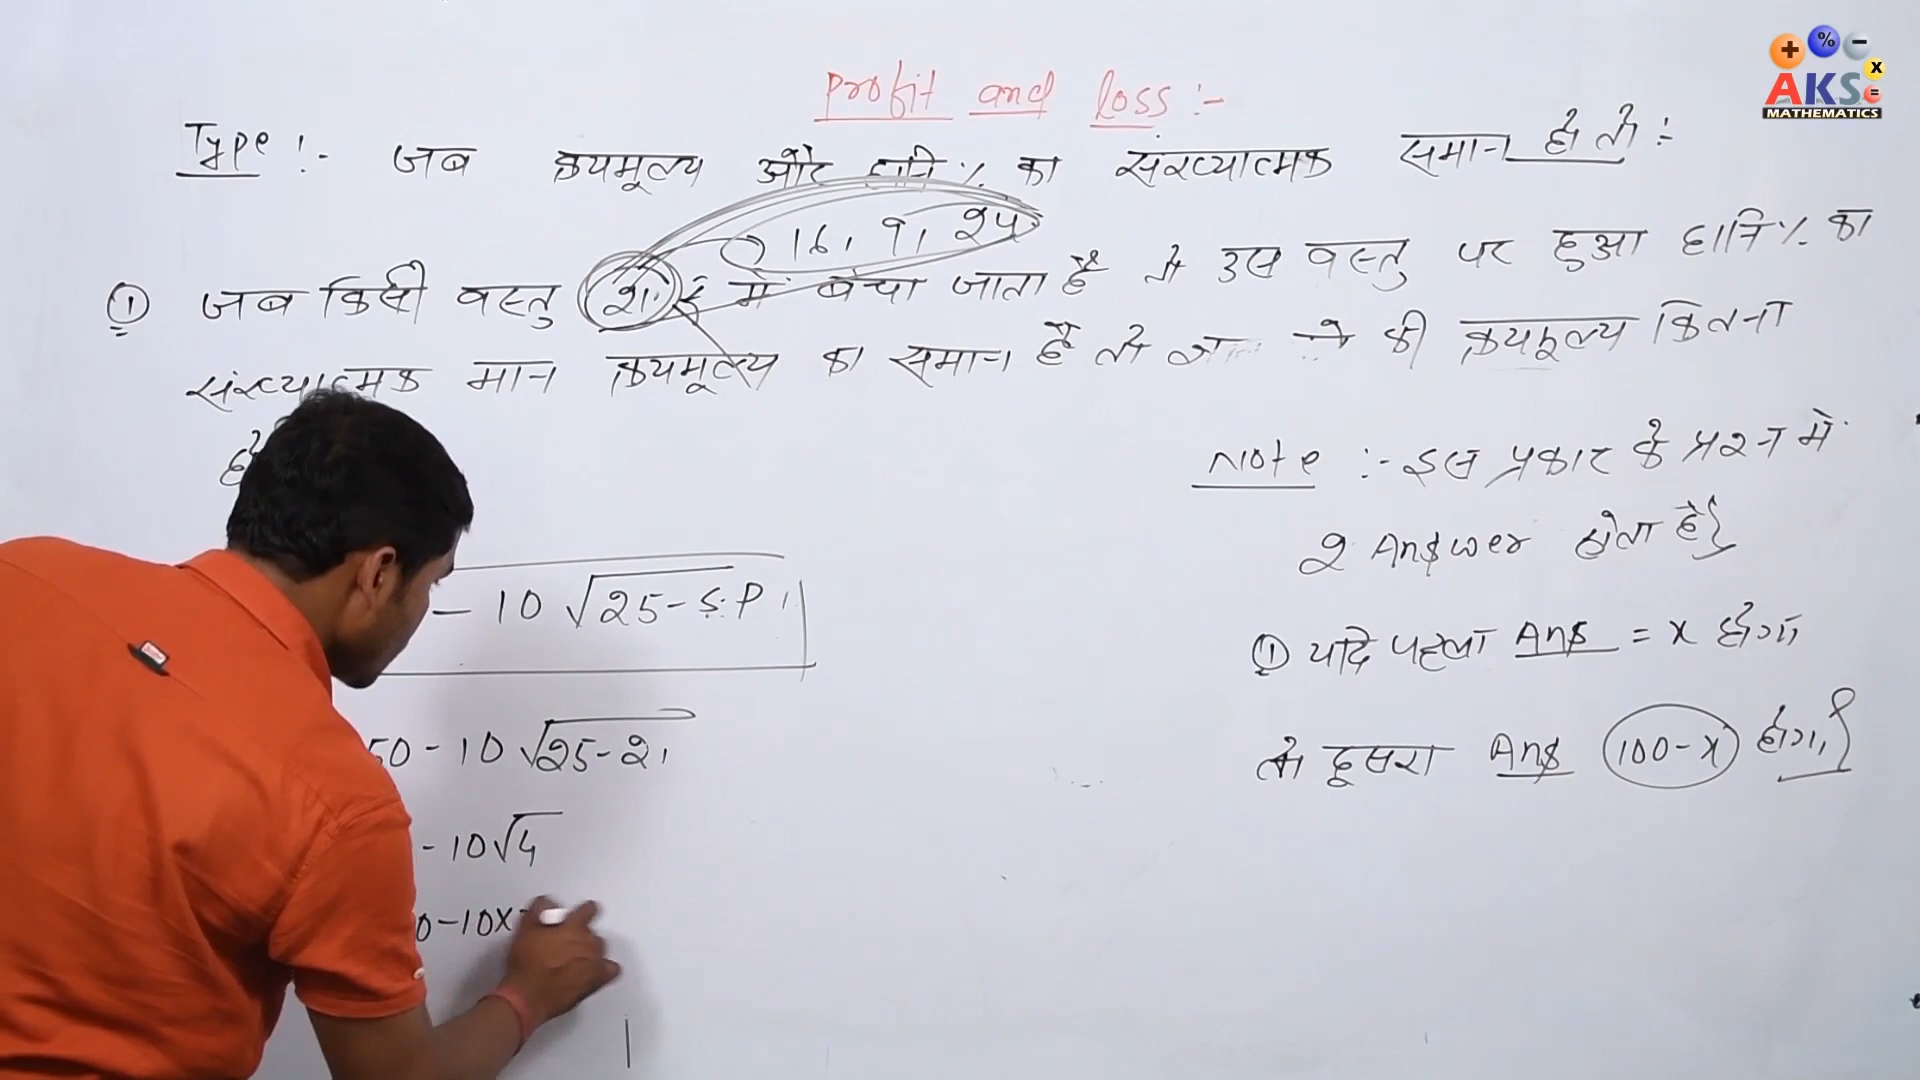 AKS
MATHEMATICS
Profit and loss :-
Type :- जब क्रयमूल्य और हानि % का संख्यात्मक समान हो तो :-
16, 9, 24
① जब किसी वस्तु 21 रु में बेचा जाता है तो उस वस्तु पर हुआ हानि % का
संख्यात्मक मान क्रयमूल्य का समान है तो की क्रयमूल्य कितना
- 10 √25-S.P.
50 - 10 √25-21
- 10√4
0 - 10x
Note :- इस प्रकार के प्रश्न में
2 Answer होता है}
① यदि पहला Ans = x होगा
तो दूसरा Ans 100-x होगा}